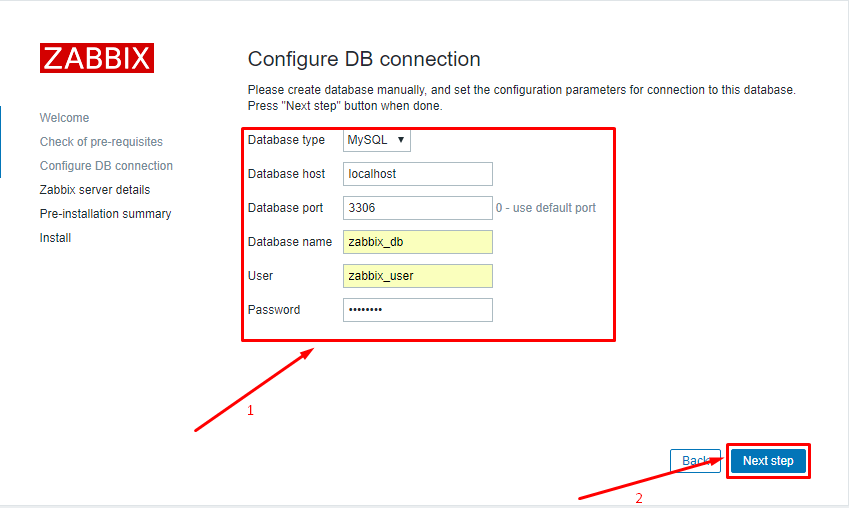 ZABBIX
Configure DB connection
Please create database manually, and set the configuration parameters for connection to this database.
Press "Next step" button when done.
Welcome
Check of pre-requisites
Configure DB connection
Zabbix server details
Pre-installation summary
Install
Database type MySQL ▼
Database host localhost
Database port 3306 0 - use default port
Database name zabbix_db
User zabbix_user
Password ••••••••
1
Back Next step
2